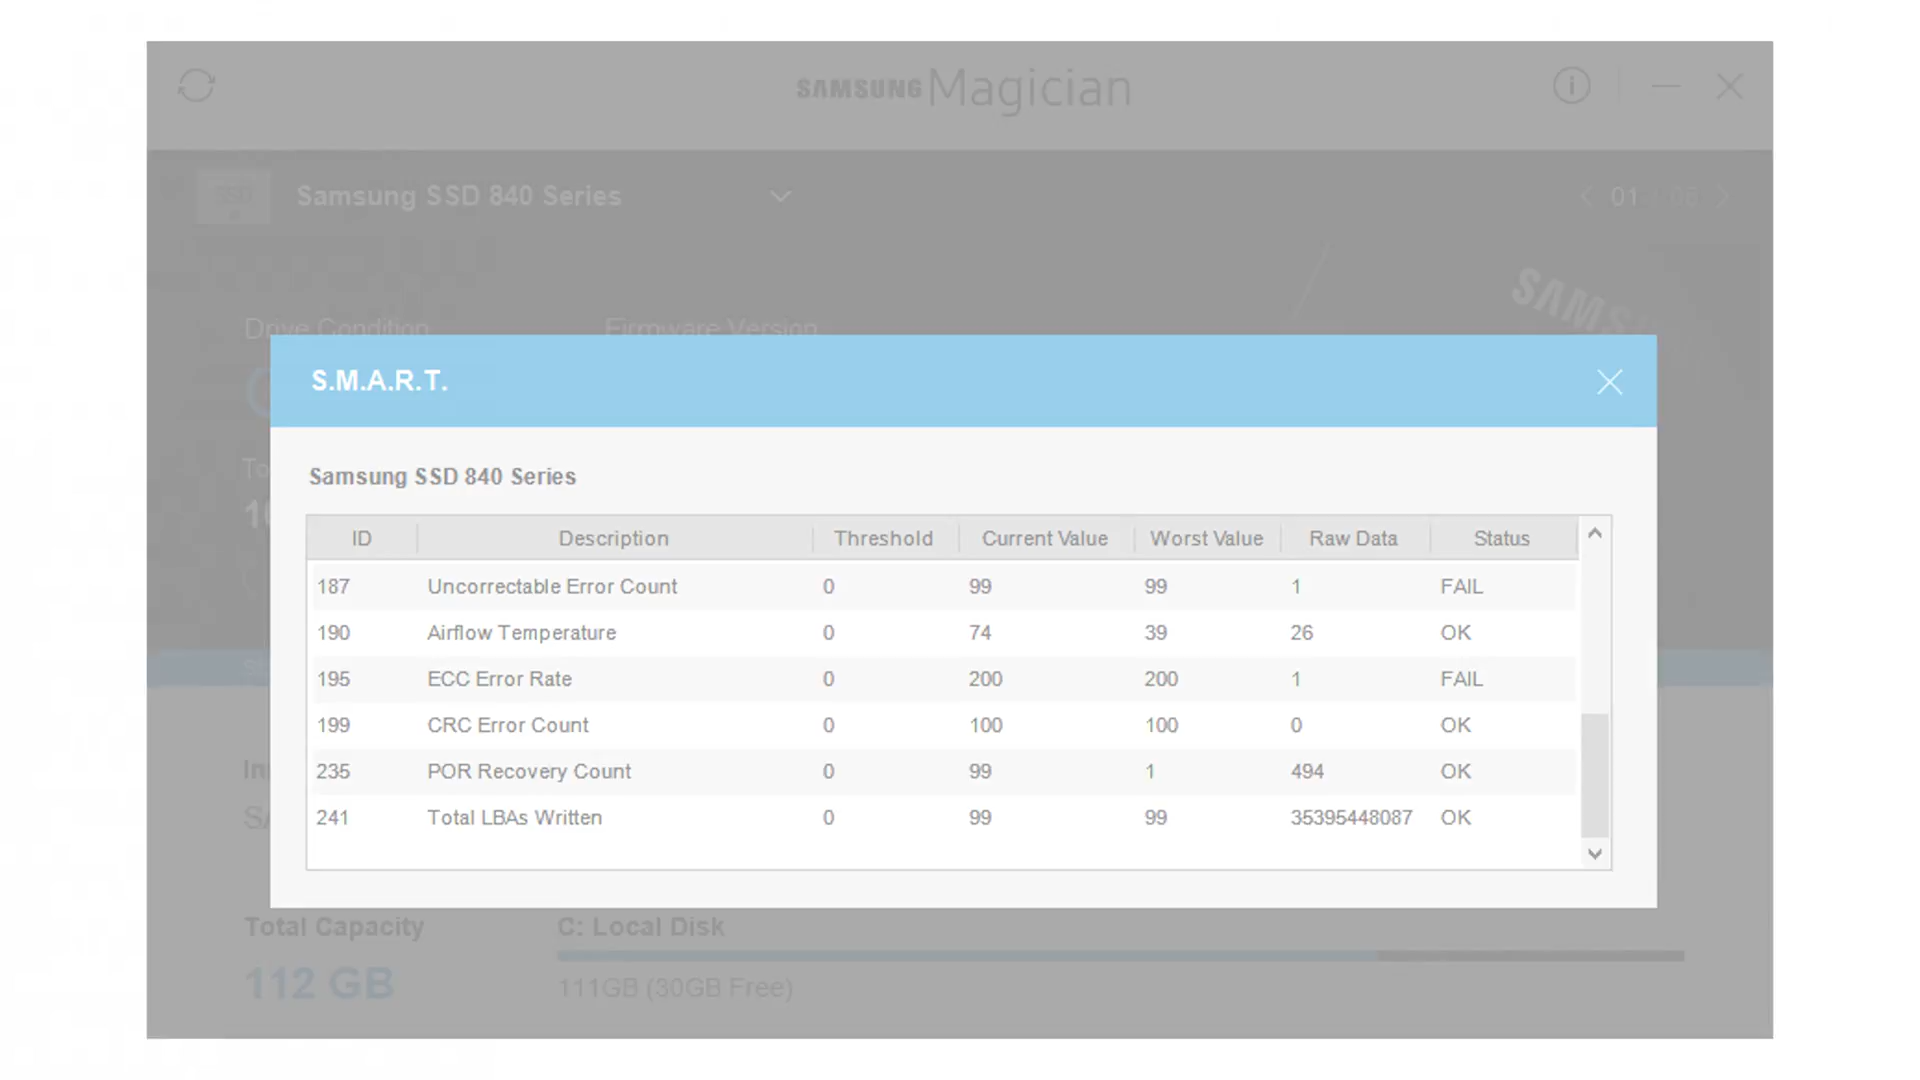 SAMSUNG Magician
Samsung SSD 840 Series
01 / 06
SAMS
Drive Condition Firmware Version
S.M.A.R.T.
Samsung SSD 840 Series
ID Description Threshold Current Value Worst Value Raw Data Status
187 Uncorrectable Error Count 0 99 99 1 FAIL
190 Airflow Temperature 0 74 39 26 OK
195 ECC Error Rate 0 200 200 1 FAIL
199 CRC Error Count 0 100 100 0 OK
235 POR Recovery Count 0 99 1 494 OK
241 Total LBAs Written 0 99 99 35395448087 OK
Total Capacity C: Local Disk
112 GB 111GB (30GB Free)